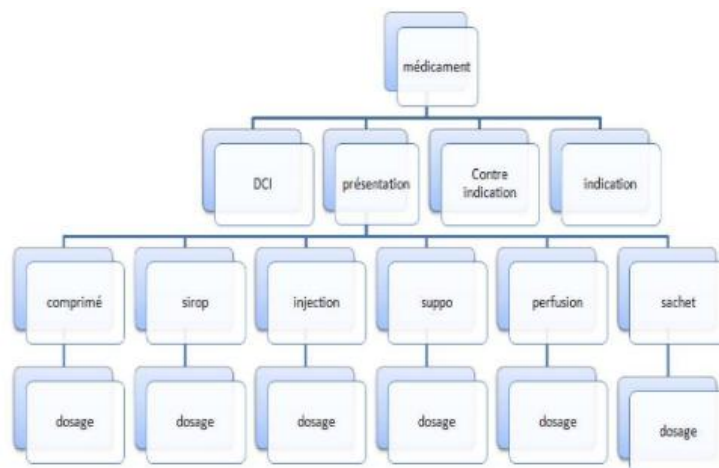 médicament
DCI
présentation
Contre
indication
indication
comprimé
sirop
injection
suppo
perfusion
sachet
dosage
dosage
dosage
dosage
dosage
dosage